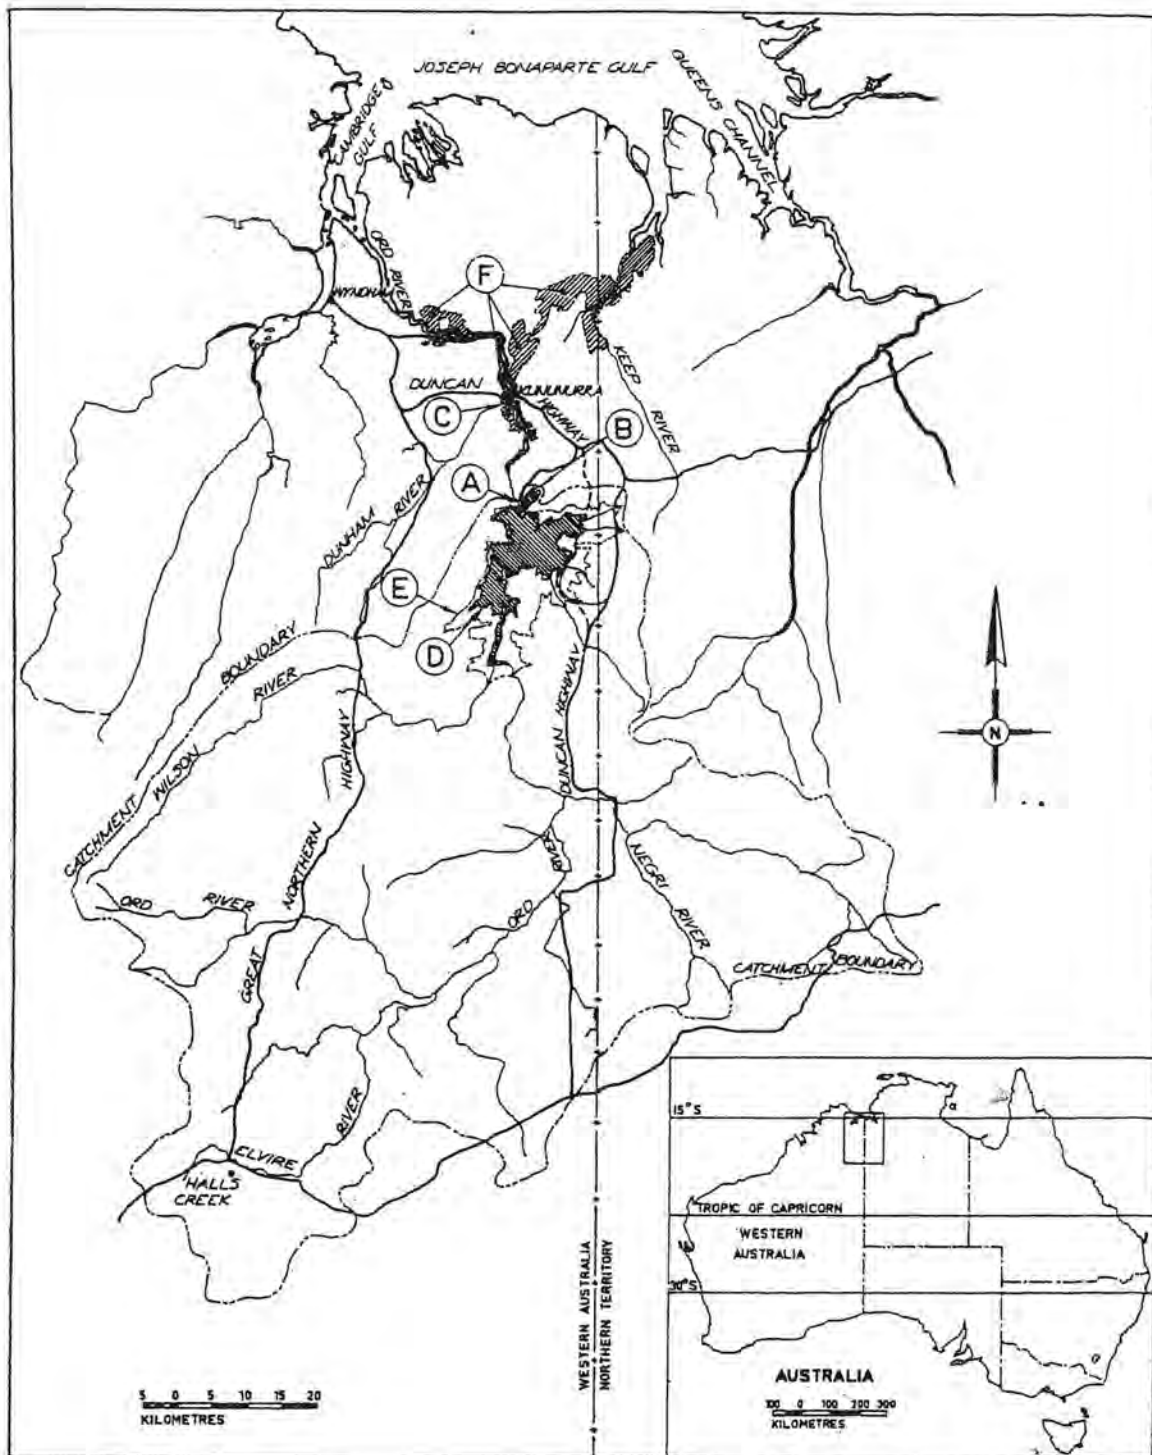 JOSEPH BONAPARTE GULF
QUEENS CHANNEL
CAMBRIDGE
GULF
ORD RIVER
WYNDHAM
F
KEEP RIVER
DUNCAN
HIGHWAY
KUNUNURRA
C
B
A
DUNHAM RIVER
E
D
CATCHMENT BOUNDARY
WILSON RIVER
DUNCAN HIGHWAY
N
GREAT NORTHERN HIGHWAY
ORD RIVER
ORD RIVER
NEGRI RIVER
CATCHMENT BOUNDARY
ELVIRE RIVER
HALLS
CREEK
WESTERN AUSTRALIA
NORTHERN TERRITORY
5 0 5 10 15 20
KILOMETRES
15°S
TROPIC OF CAPRICORN
WESTERN
AUSTRALIA
30°S
AUSTRALIA
100 0 100 200 300
KILOMETRES